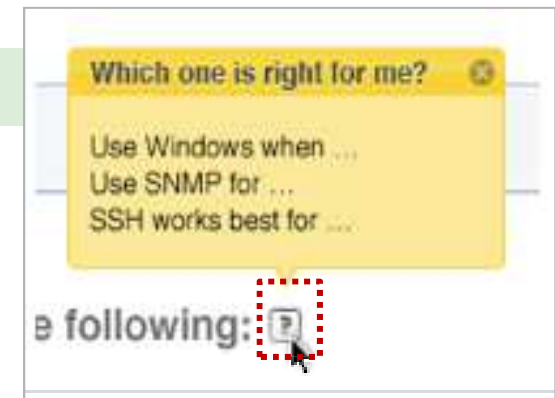 Which one is right for me?
Use Windows when ...
Use SNMP for ...
SSH works best for ...
e following: ?